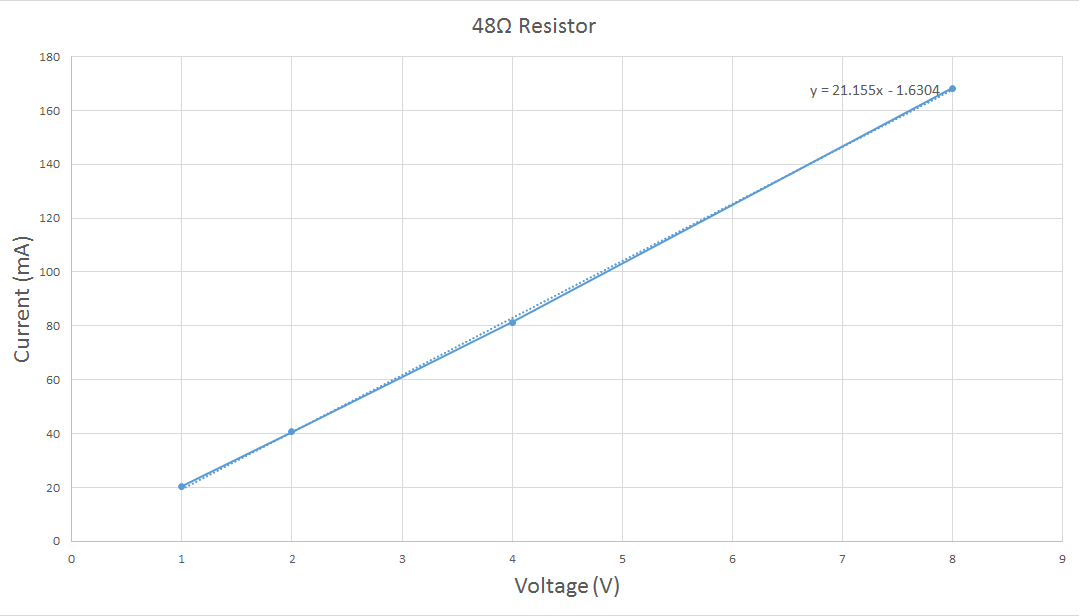 48Ω Resistor
180
y = 21.155x - 1.6304
160
140
120
100
80
60
40
20
0
Current (mA)
0 1 2 3 4 5 6 7 8 9
Voltage (V)